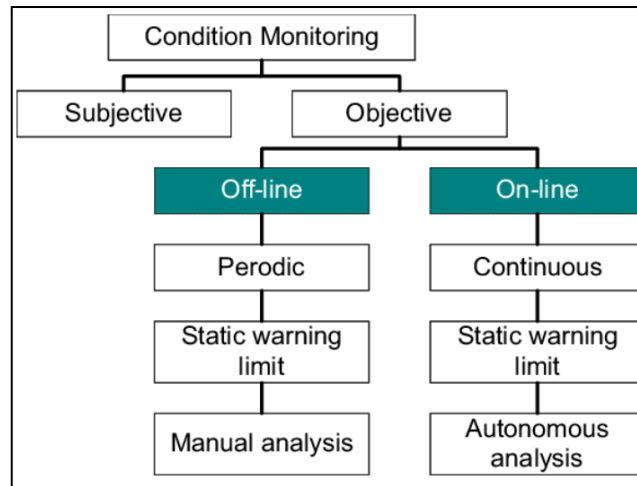 Condition Monitoring
Subjective
Objective
Off-line
On-line
Perodic
Continuous
Static warning
limit
Static warning
limit
Manual analysis
Autonomous
analysis